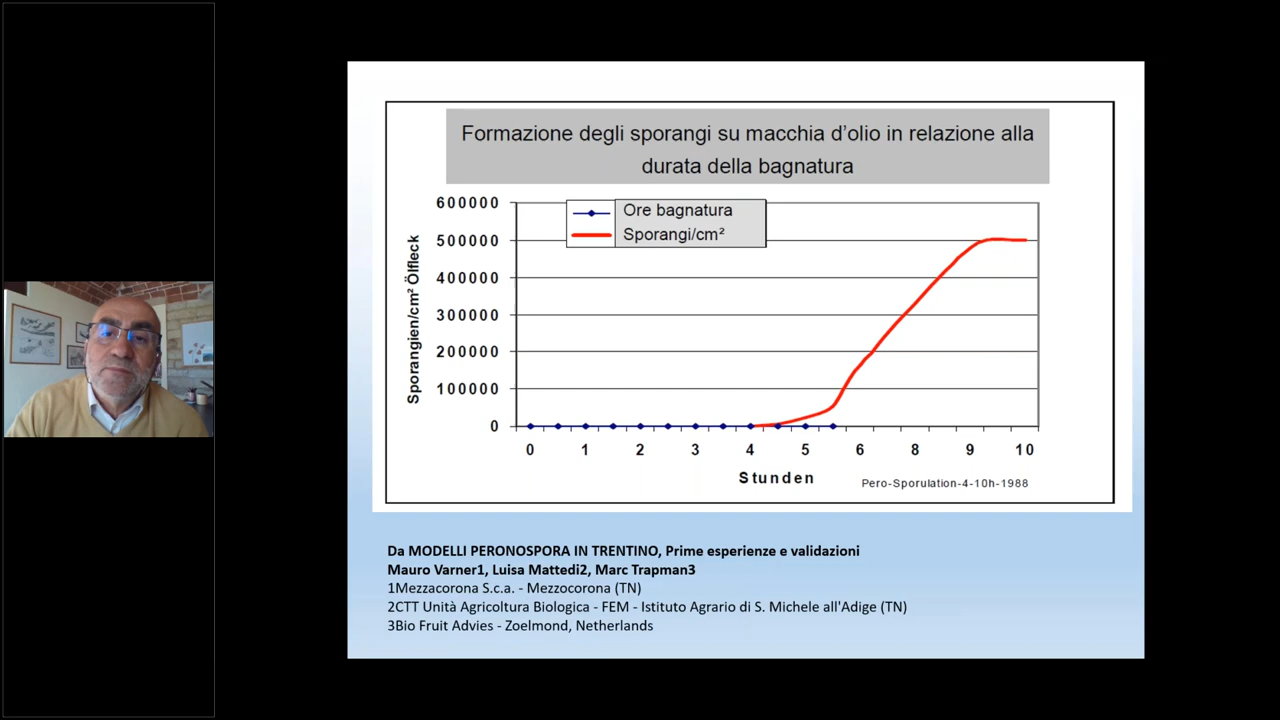 Formazione degli sporangi su macchia d'olio in relazione alla
durata della bagnatura
Ore bagnatura
Sporangi/cm²
Sporangien/cm² Ölfleck
600000
500000
400000
300000
200000
100000
0
0 1 2 3 4 5 6 7 8 9 10
Stunden
Pero-Sporulation-4-10h-1988
Da MODELLI PERONOSPORA IN TRENTINO, Prime esperienze e validazioni
Mauro Varner1, Luisa Mattedi2, Marc Trapman3
1Mezzacorona S.c.a. - Mezzocorona (TN)
2CTT Unità Agricoltura Biologica - FEM - Istituto Agrario di S. Michele all'Adige (TN)
3Bio Fruit Advies - Zoelmond, Netherlands